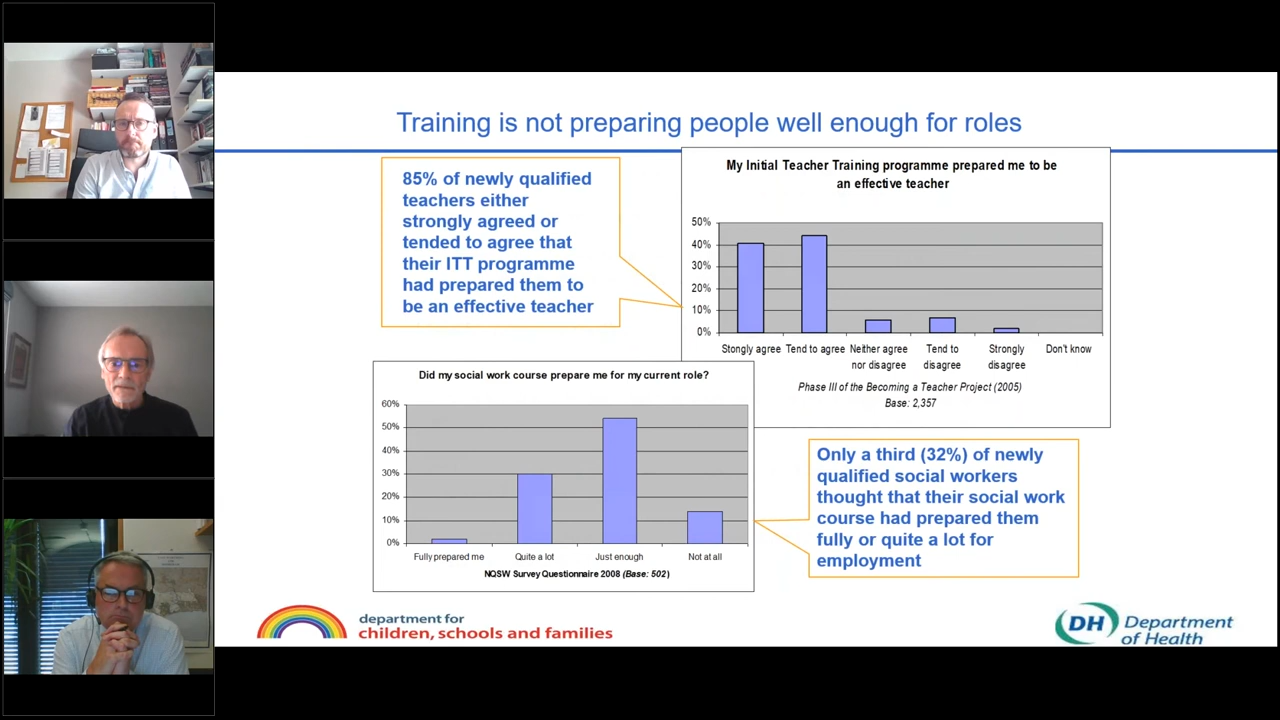 Training is not preparing people well enough for roles
85% of newly qualified
teachers either
strongly agreed or
tended to agree that
their ITT programme
had prepared them to
be an effective teacher
My Initial Teacher Training programme prepared me to be
an effective teacher
50%
40%
30%
20%
10%
0%
Stongly agree Tend to agree Neither agree Tend to Strongly Don't know
nor disagree disagree disagree
Phase III of the Becoming a Teacher Project (2005)
Base: 2,357
Did my social work course prepare me for my current role?
60%
50%
40%
30%
20%
10%
0%
Fully prepared me Quite a lot Just enough Not at all
NQSW Survey Questionnaire 2008 (Base: 502)
Only a third (32%) of newly
qualified social workers
thought that their social work
course had prepared them
fully or quite a lot for
employment
department for
children, schools and families
DH Department
of Health